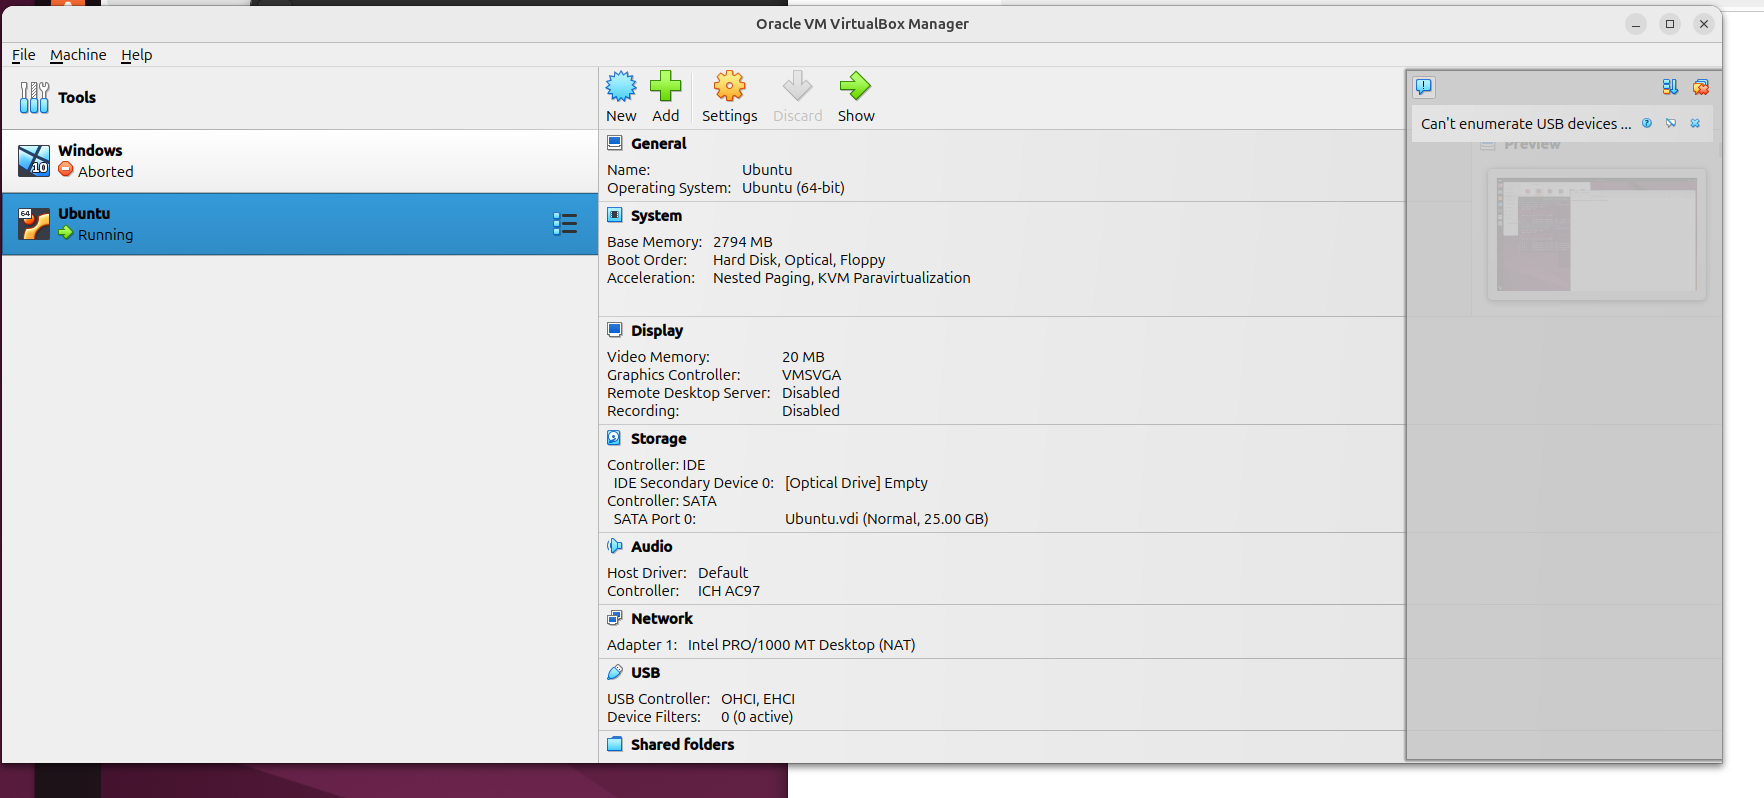 Oracle VM VirtualBox Manager
File Machine Help
Tools
New Add Settings Discard Show
Windows
10
Aborted
64
Ubuntu
Running
General
Name: Ubuntu
Operating System: Ubuntu (64-bit)
System
Base Memory: 2794 MB
Boot Order: Hard Disk, Optical, Floppy
Acceleration: Nested Paging, KVM Paravirtualization
Display
Video Memory: 20 MB
Graphics Controller: VMSVGA
Remote Desktop Server: Disabled
Recording: Disabled
Storage
Controller: IDE
IDE Secondary Device 0: [Optical Drive] Empty
Controller: SATA
SATA Port 0: Ubuntu.vdi (Normal, 25.00 GB)
Audio
Host Driver: Default
Controller: ICH AC97
Network
Adapter 1: Intel PRO/1000 MT Desktop (NAT)
USB
USB Controller: OHCI, EHCI
Device Filters: 0 (0 active)
Shared folders
Can't enumerate USB devices ...
Preview